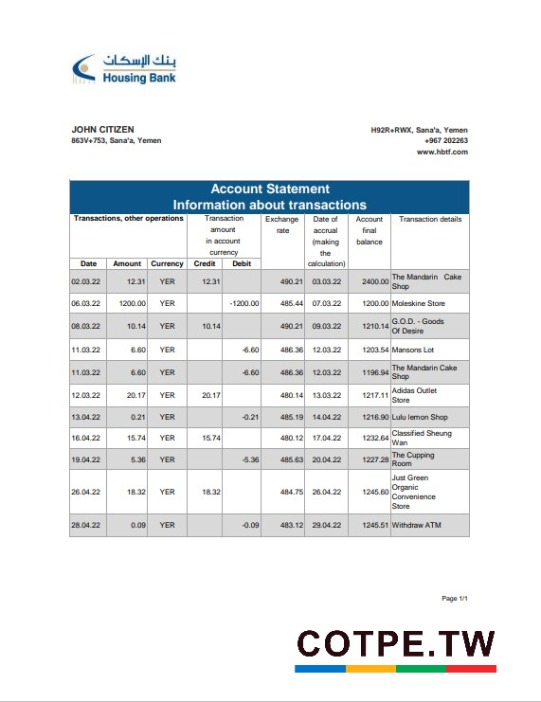 بنك الإسكان
Housing Bank
JOHN CITIZEN
863V+753, Sana'a, Yemen
H92R+RWX, Sana'a, Yemen
+967 202263
www.hbtf.com
Account Statement
Information about transactions
Transactions, other operations
Transaction
amount
in account
currency
Exchange
rate
Date of
accrual
(making
the
calculation)
Account
final
balance
Transaction details
Date Amount Currency Credit Debit
02.03.22 12.31 YER 12.31 490.21 03.03.22 2400.00 The Mandarin Cake
Shop
06.03.22 1200.00 YER -1200.00 485.44 07.03.22 1200.00 Moleskine Store
08.03.22 10.14 YER 10.14 490.21 09.03.22 1210.14 G.O.D. - Goods
Of Desire
11.03.22 6.60 YER -6.60 486.36 12.03.22 1203.54 Mansons Lot
11.03.22 6.60 YER -6.60 486.36 12.03.22 1196.94 The Mandarin Cake
Shop
12.03.22 20.17 YER 20.17 480.14 13.03.22 1217.11 Adidas Outlet
Store
13.04.22 0.21 YER -0.21 485.19 14.04.22 1216.90 Lulu lemon Shop
16.04.22 15.74 YER 15.74 480.12 17.04.22 1232.64 Classified Sheung
Wan
19.04.22 5.36 YER -5.36 485.63 20.04.22 1227.28 The Cupping
Room
26.04.22 18.32 YER 18.32 484.75 26.04.22 1245.60 Just Green
Organic
Convenience
Store
28.04.22 0.09 YER -0.09 483.12 29.04.22 1245.51 Withdraw ATM
Page 1/1
COTPE.TW